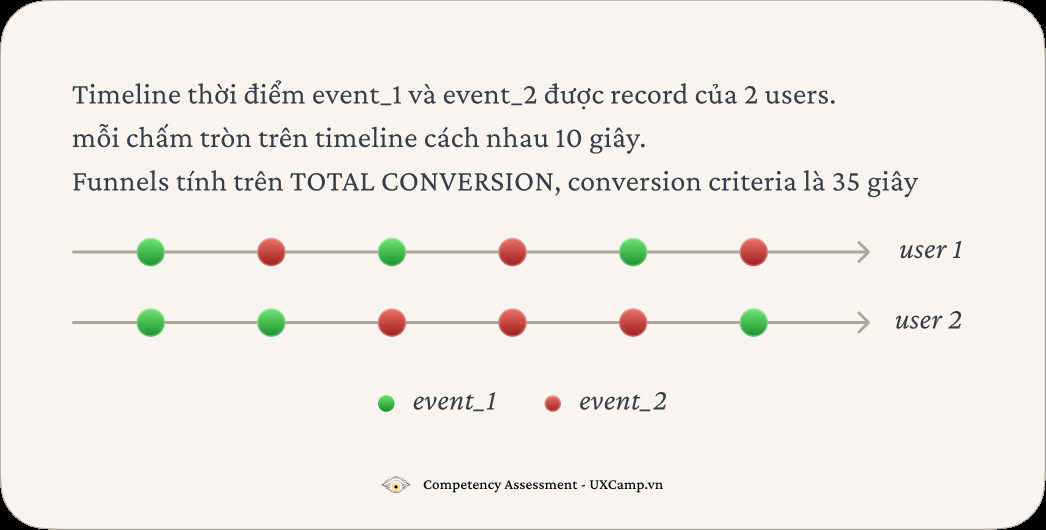 Timeline thời điểm event_1 và event_2 được record của 2 users.
mỗi chấm tròn trên timeline cách nhau 10 giây.
Funnels tính trên TOTAL CONVERSION, conversion criteria là 35 giây
user 1
user 2
event_1 event_2
Competency Assessment - UXCamp.vn